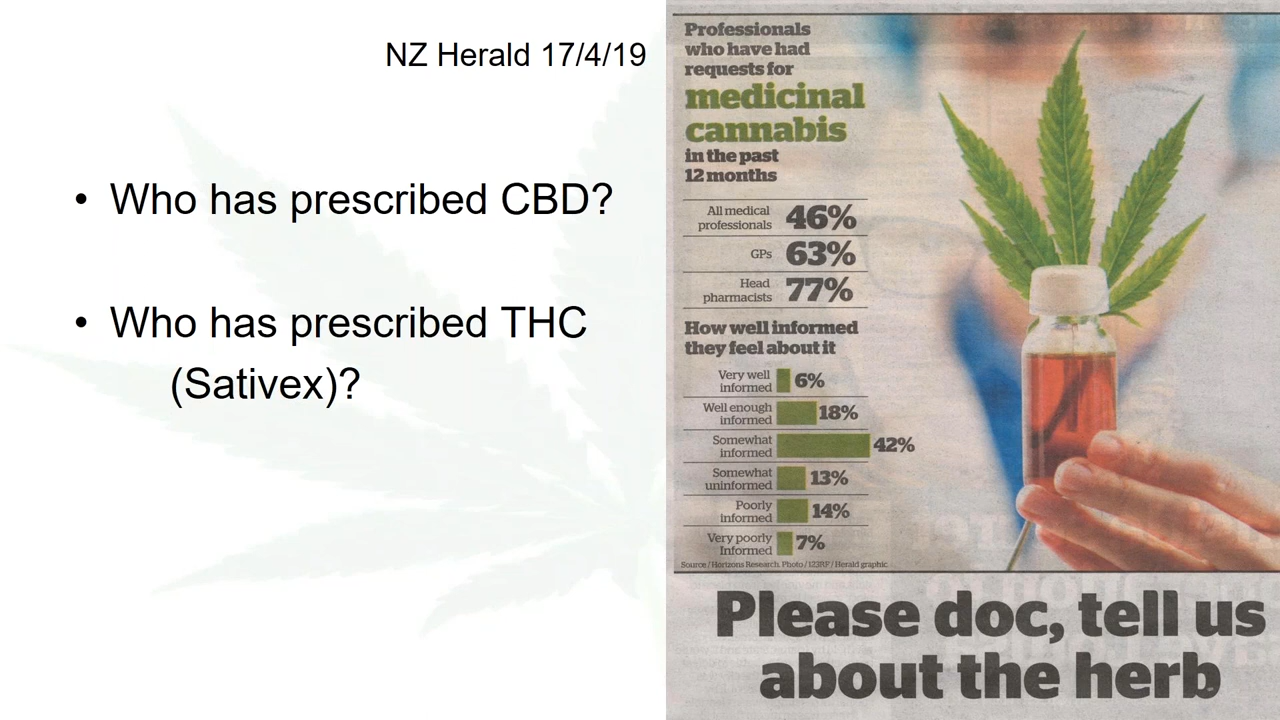 NZ Herald 17/4/19
• Who has prescribed CBD?
• Who has prescribed THC
(Sativex)?
Professionals
who have had
requests for
medicinal
cannabis
in the past
12 months
All medical
professionals 46%
GPs 63%
Head
pharmacists 77%
How well informed
they feel about it
Very well
informed 6%
Well enough
informed 18%
Somewhat
informed 42%
Somewhat
uninformed 13%
Poorly
informed 14%
Very poorly
Informed 7%
Source / Horizons Research. Photo / 123RF / Herald graphic
Please doc, tell us
about the herb